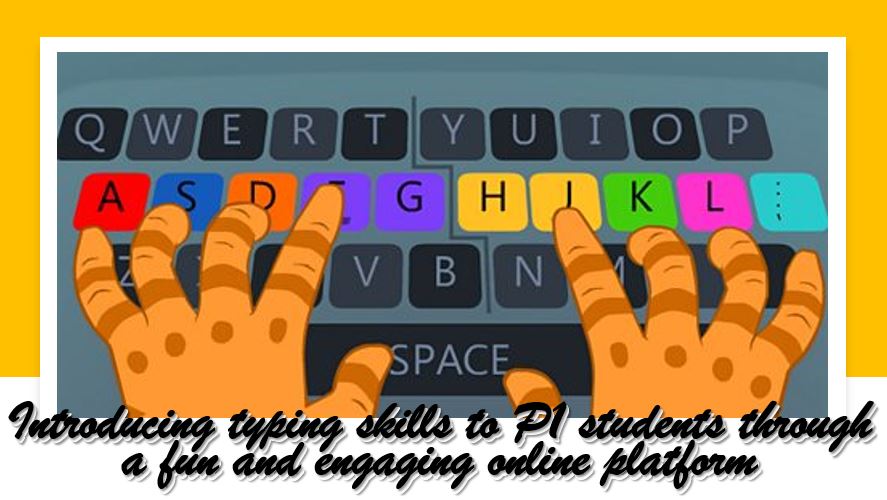 Q W E R T Y U I O P
A S D F G H J K L ;
Z V B N M
SPACE
Introducing typing skills to P1 students through
a fun and engaging online platform